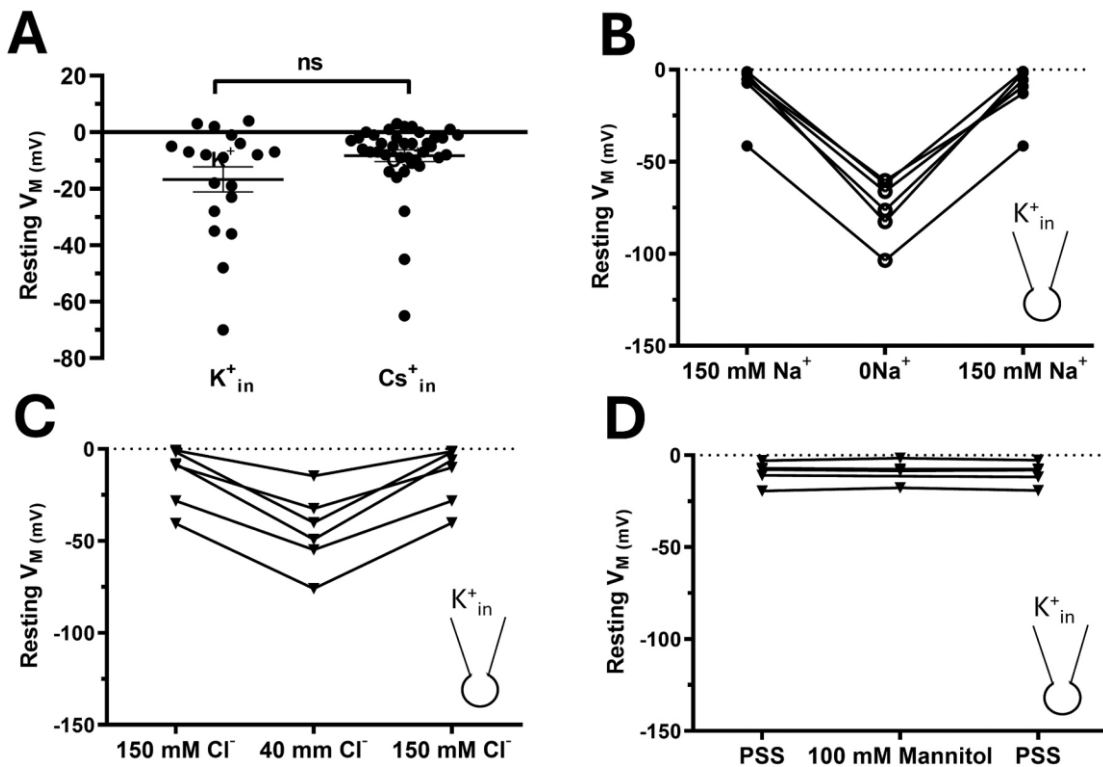 A
ns
Resting V_M (mV)
20
0
-20
-40
-60
-80
K+
K+in
Cs+in
B
Resting V_M (mV)
0
-50
-100
-150
K+in
150 mM Na+ 0Na+ 150 mM Na+
C
Resting V_M (mV)
0
-50
-100
-150
K+in
150 mM Cl- 40 mm Cl- 150 mM Cl-
D
Resting V_M (mV)
0
-50
-100
-150
K+in
PSS 100 mM Mannitol PSS